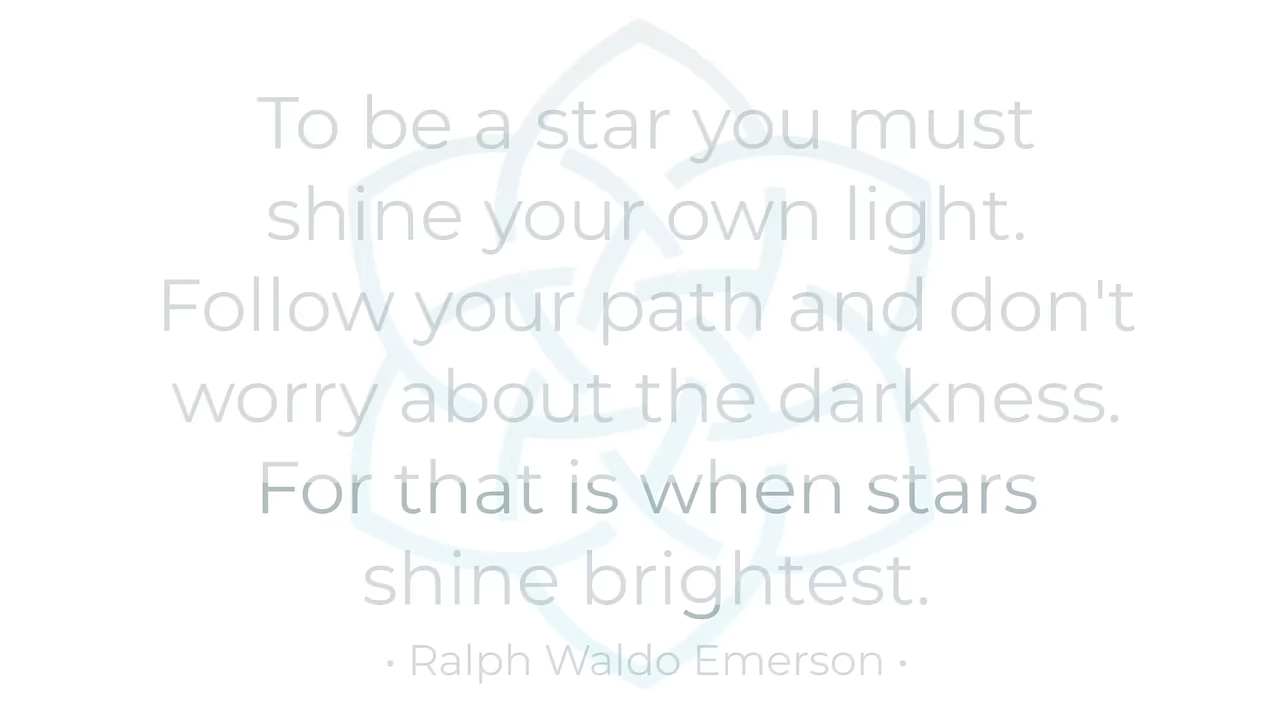 To be a star you must
shine your own light.
Follow your path and don't
worry about the darkness.
For that is when stars
shine brightest.
· Ralph Waldo Emerson ·